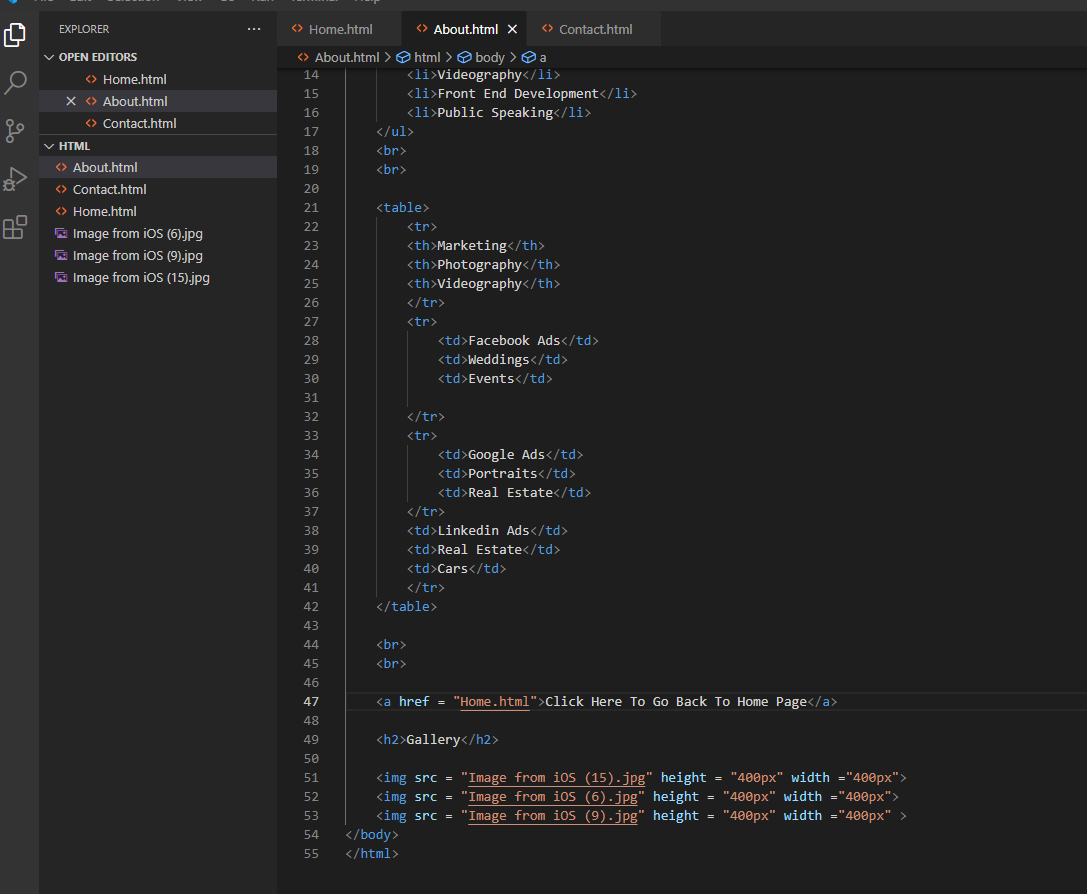 EXPLORER
Home.html
About.html
Contact.html
OPEN EDITORS
Home.html
About.html
Contact.html
HTML
About.html
Contact.html
Home.html
Image from iOS (6).jpg
Image from iOS (9).jpg
Image from iOS (15).jpg
About.html > html > body > a
14 <li>Videography</li>
15 <li>Front End Development</li>
16 <li>Public Speaking</li>
17 </ul>
18 <br>
19 <br>
20
21 <table>
22 <tr>
23 <th>Marketing</th>
24 <th>Photography</th>
25 <th>Videography</th>
26 </tr>
27 <tr>
28 <td>Facebook Ads</td>
29 <td>Weddings</td>
30 <td>Events</td>
31
32 </tr>
33 <tr>
34 <td>Google Ads</td>
35 <td>Portraits</td>
36 <td>Real Estate</td>
37 </tr>
38 <td>Linkedin Ads</td>
39 <td>Real Estate</td>
40 <td>Cars</td>
41 </tr>
42 </table>
43
44 <br>
45 <br>
46
47 <a href = "Home.html">Click Here To Go Back To Home Page</a>
48
49 <h2>Gallery</h2>
50
51 <img src = "Image from iOS (15).jpg" height = "400px" width ="400px">
52 <img src = "Image from iOS (6).jpg" height = "400px" width ="400px">
53 <img src = "Image from iOS (9).jpg" height = "400px" width ="400px" >
54 </body>
55 </html>